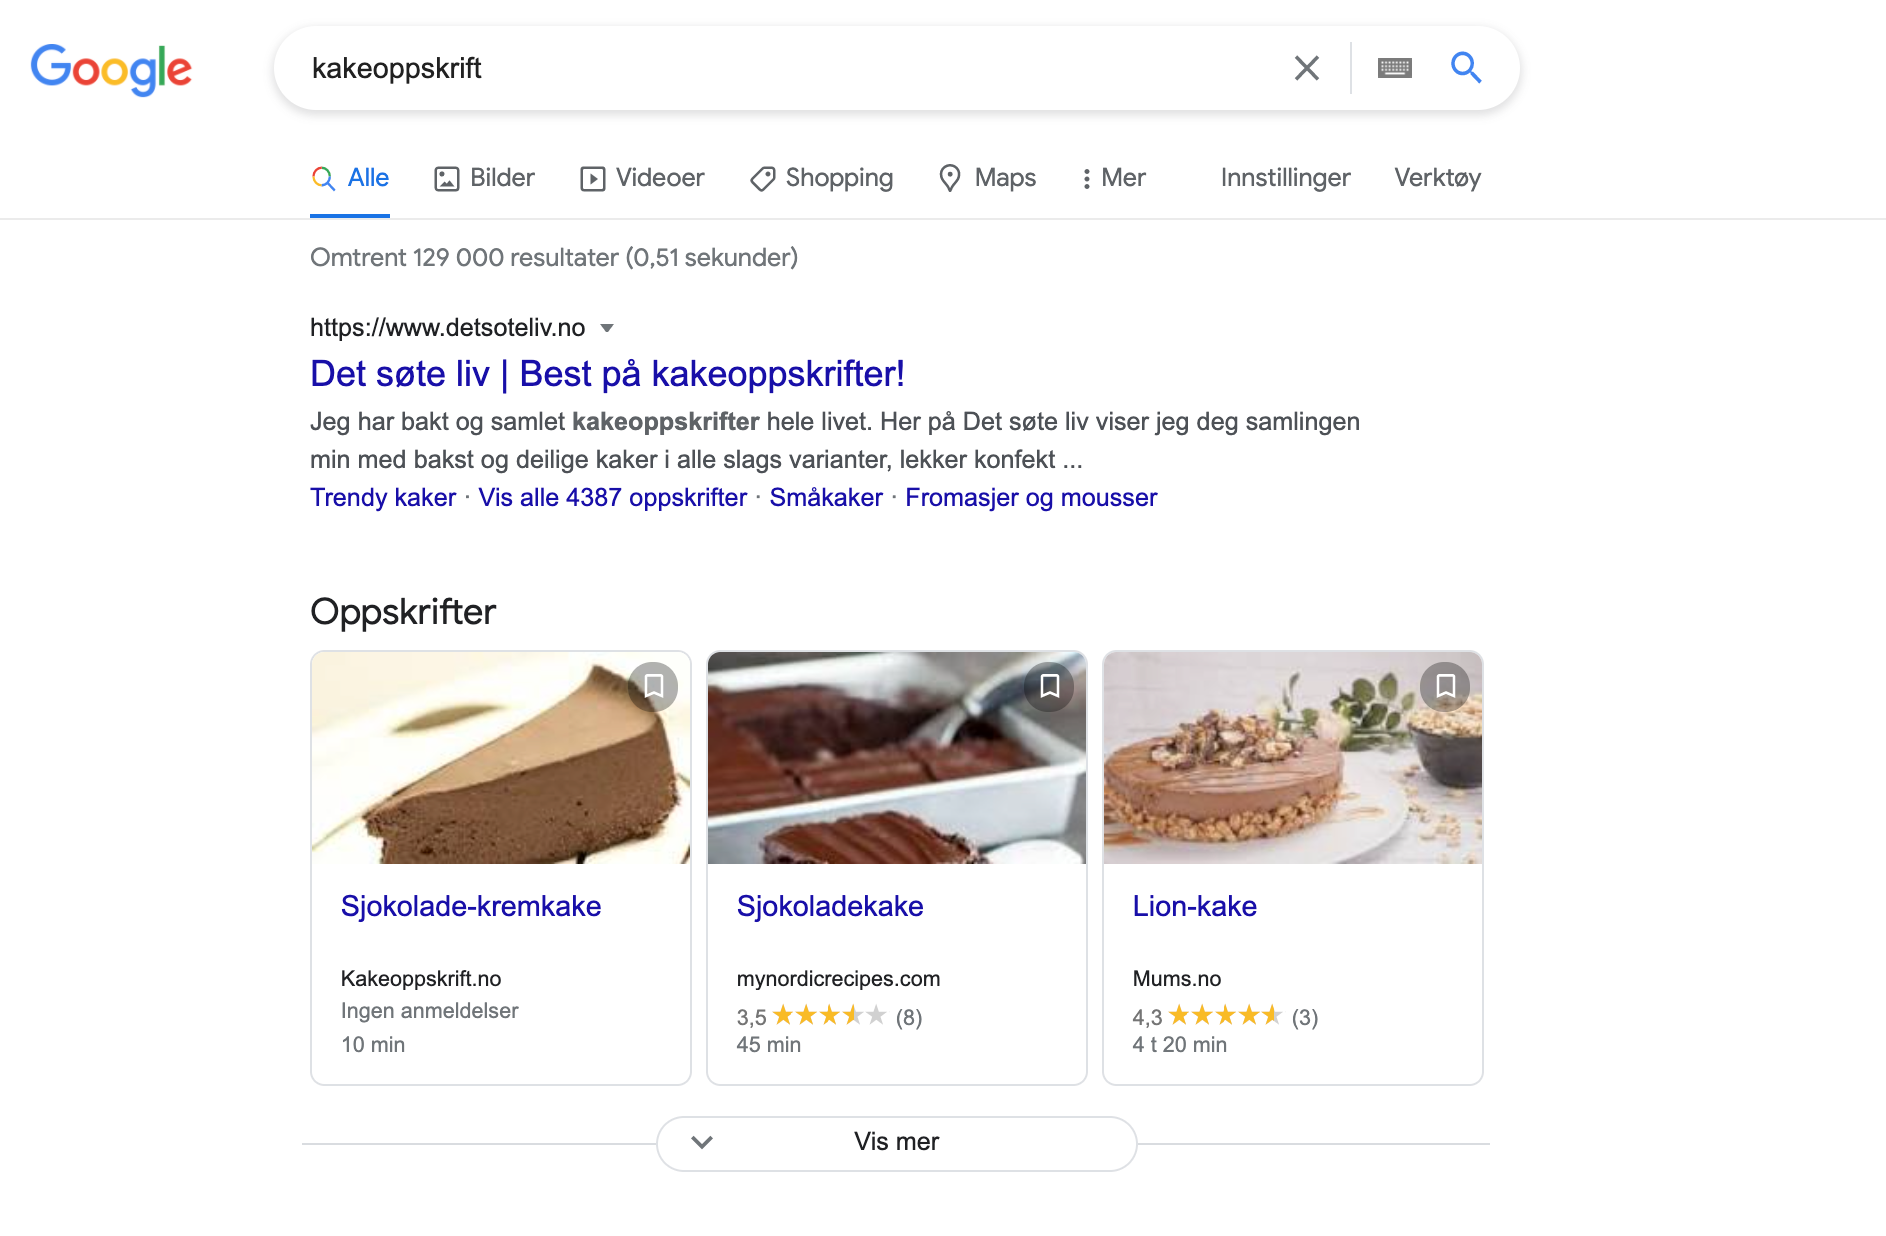 Google
kakeoppskrift
Alle Bilder Videoer Shopping Maps Mer Innstillinger Verktøy
Omtrent 129 000 resultater (0,51 sekunder)
https://www.detsoteliv.no
Det søte liv | Best på kakeoppskrifter!
Jeg har bakt og samlet kakeoppskrifter hele livet. Her på Det søte liv viser jeg deg samlingen
min med bakst og deilige kaker i alle slags varianter, lekker konfekt ...
Trendy kaker · Vis alle 4387 oppskrifter · Småkaker · Fromasjer og mousser
Oppskrifter
Sjokolade-kremkake
Kakeoppskrift.no
Ingen anmeldelser
10 min
Sjokoladekake
mynordicrecipes.com
3,5 (8)
45 min
Lion-kake
Mums.no
4,3 (3)
4 t 20 min
Vis mer